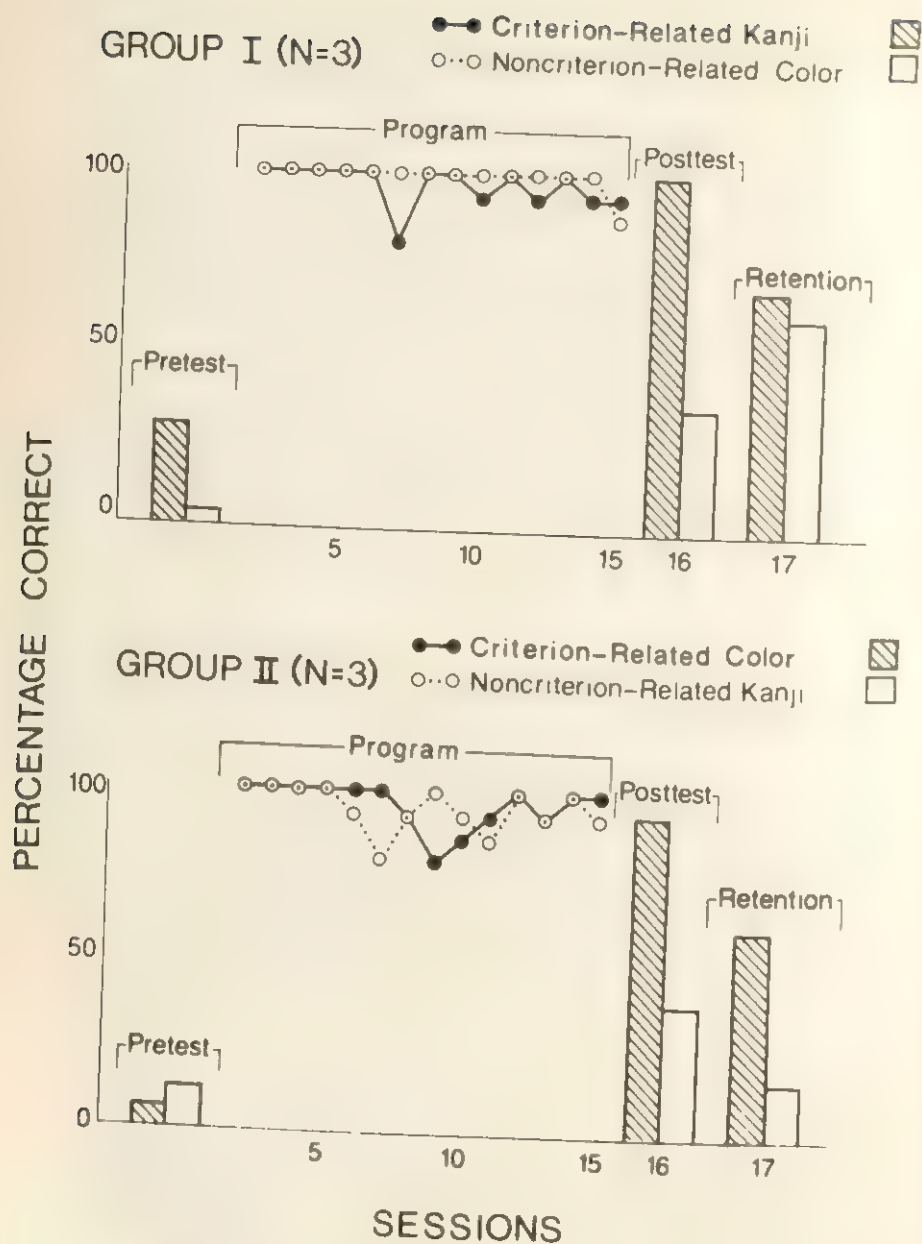 GROUP I (N=3)
Criterion-Related Kanji
Noncriterion-Related Color
Program
Posttest
Retention
Pretest
100
50
0
5 10 15 16 17
GROUP II (N=3)
Criterion-Related Color
Noncriterion-Related Kanji
Program
Posttest
Retention
Pretest
100
50
0
5 10 15 16 17
PERCENTAGE CORRECT
SESSIONS